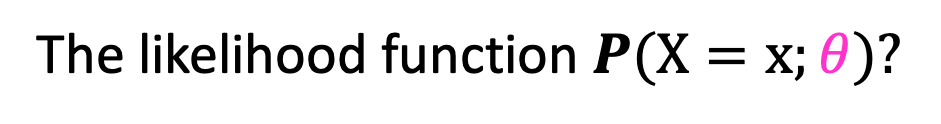 The likelihood function P(X = x; θ)?